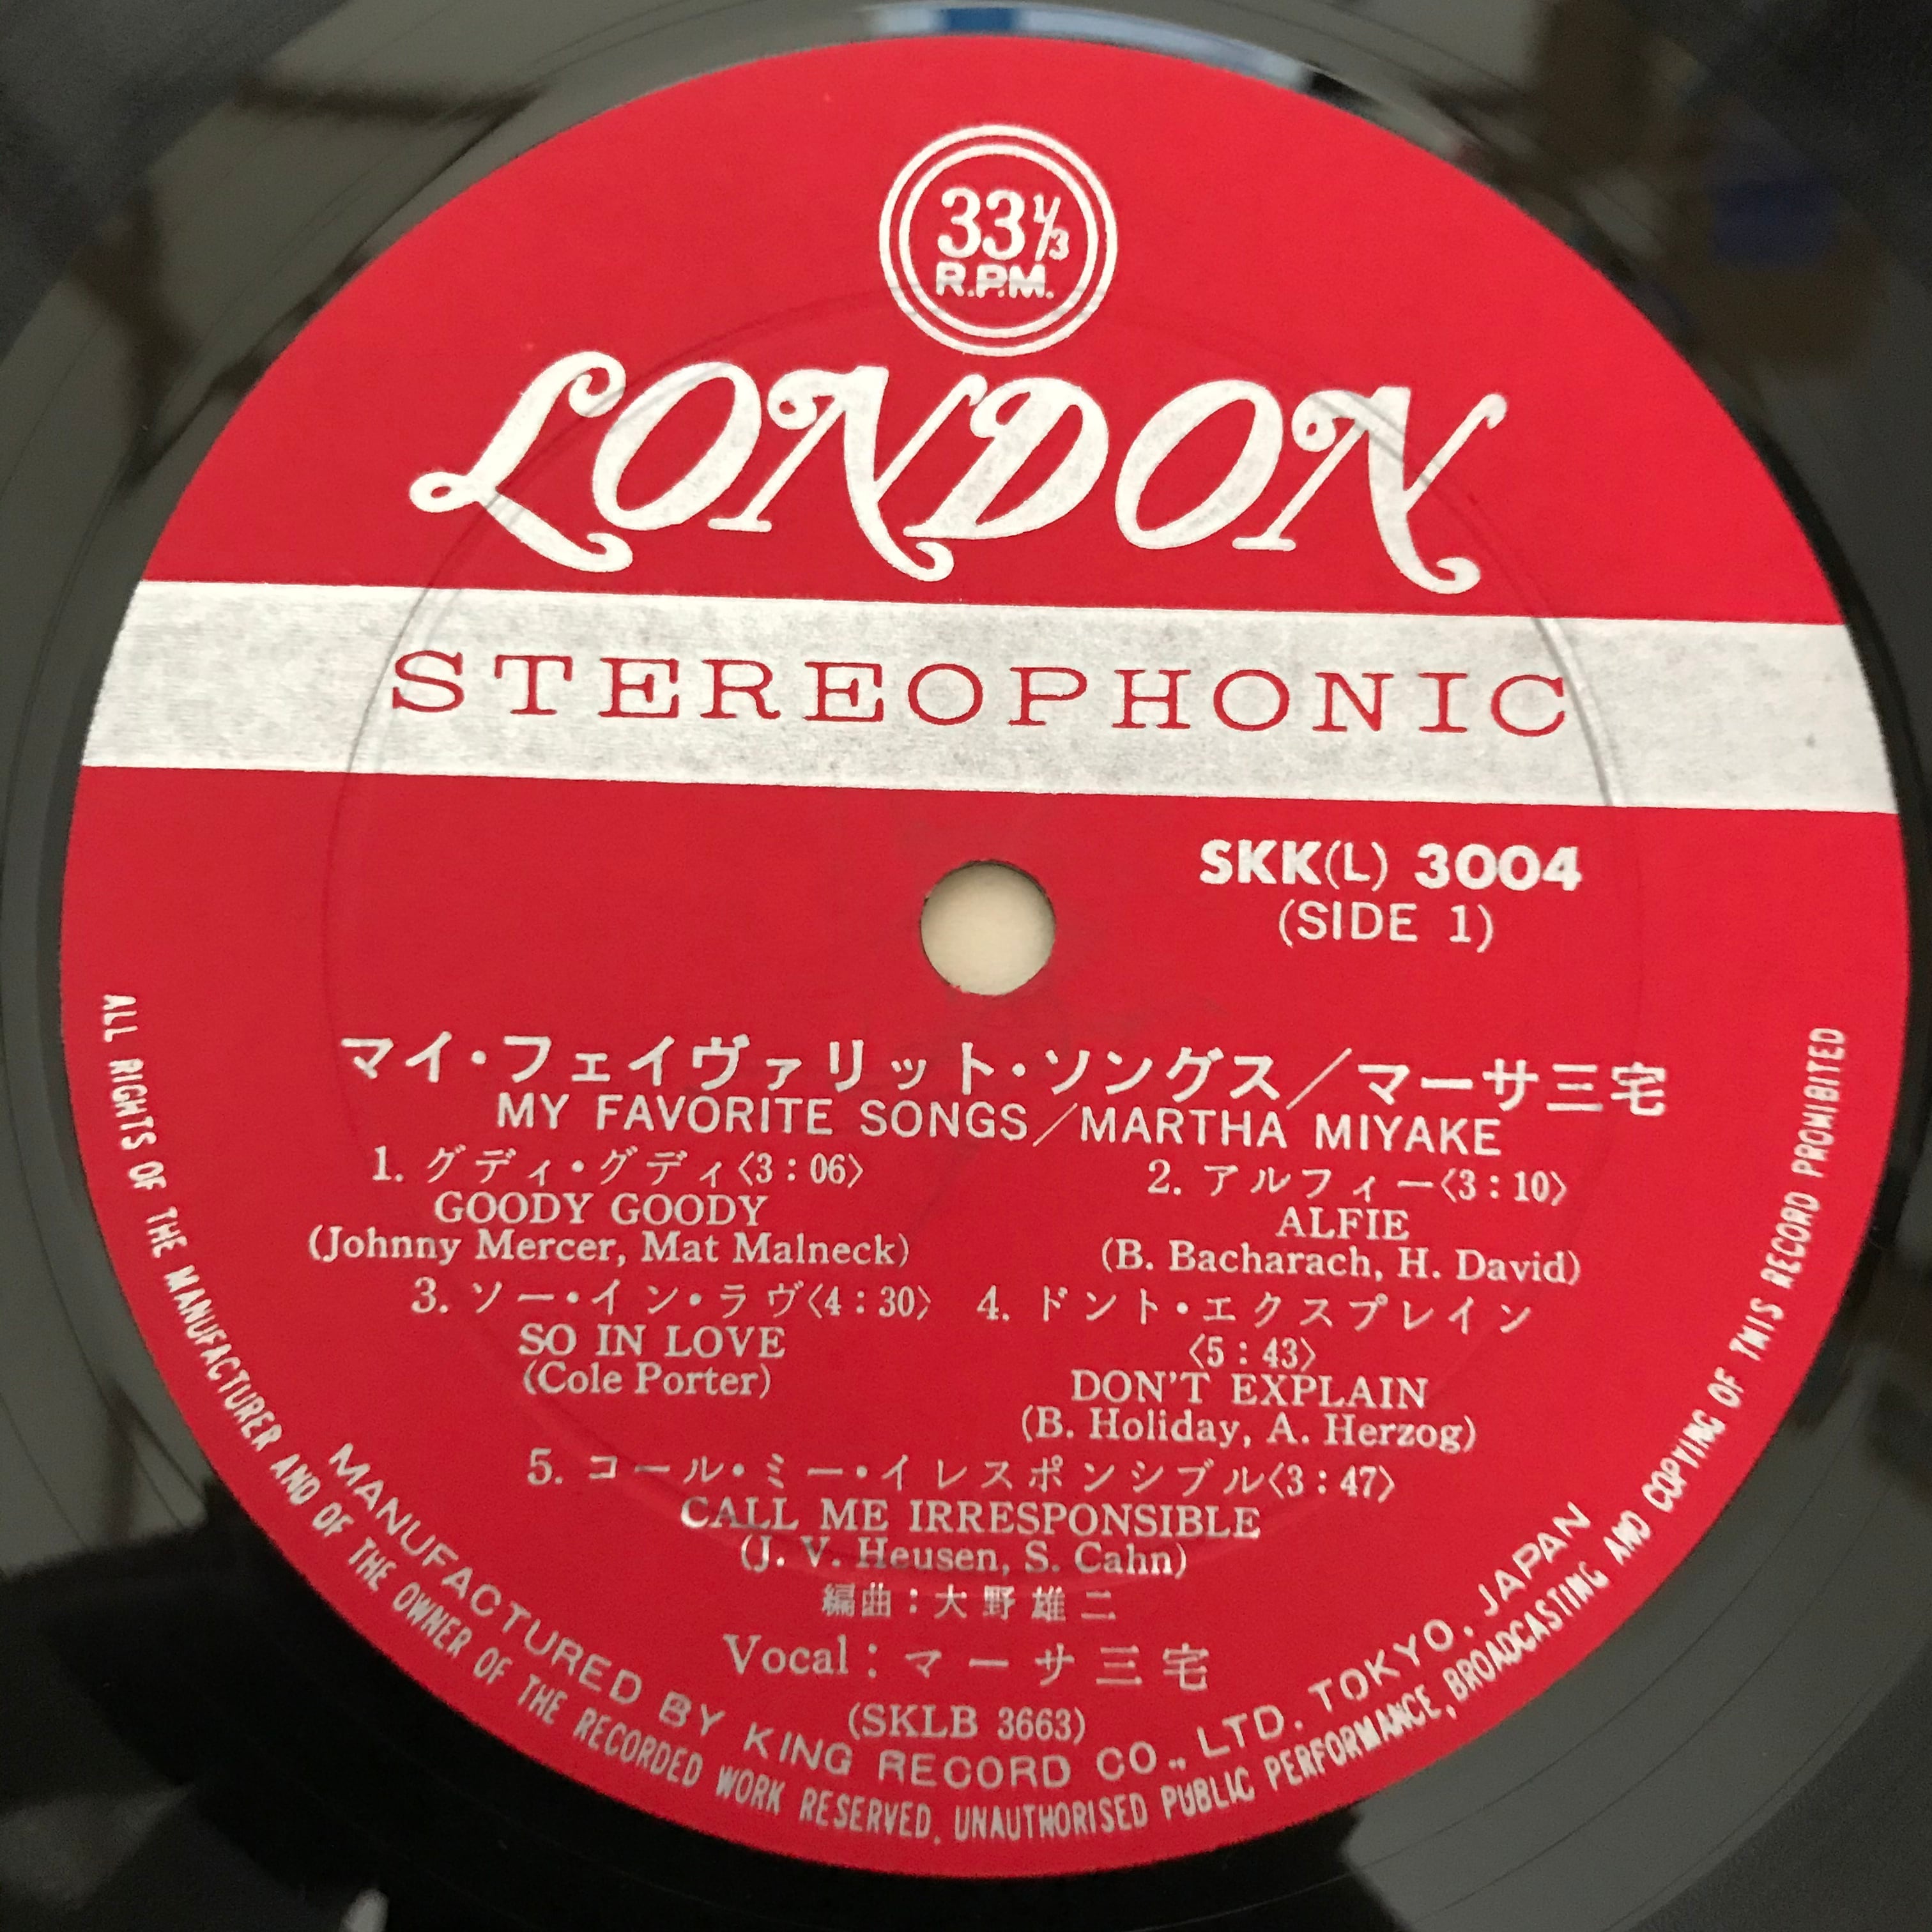 33⅓
R.P.M.
LONDON
STEREOPHONIC
SKK(L) 3004
(SIDE 1)
マイ・フェイヴァリット・ソングス／マーサ三宅
MY FAVORITE SONGS／MARTHA MIYAKE
1. グディ・グディ〈3：06〉
GOODY GOODY
(Johnny Mercer, Mat Malneck)
2. アルフィー〈3：10〉
ALFIE
(B. Bacharach, H. David)
3. ソー・イン・ラヴ〈4：30〉
SO IN LOVE
(Cole Porter)
4. ドント・エクスプレイン
〈5：43〉
DON'T EXPLAIN
(B. Holiday, A. Herzog)
5. コール・ミー・イレスポンシブル〈3：47〉
CALL ME IRRESPONSIBLE
(J. V. Heusen, S. Cahn)
編曲：大野雄二
Vocal：マーサ三宅
(SKLB 3663)
MANUFACTURED BY KING RECORD CO., LTD. TOKYO. JAPAN
ALL RIGHTS OF THE MANUFACTURER AND OF THE OWNER OF THE RECORDED WORK RESERVED. UNAUTHORISED PUBLIC PERFORMANCE, BROADCASTING AND COPYING OF THIS RECORD PROHIBITED